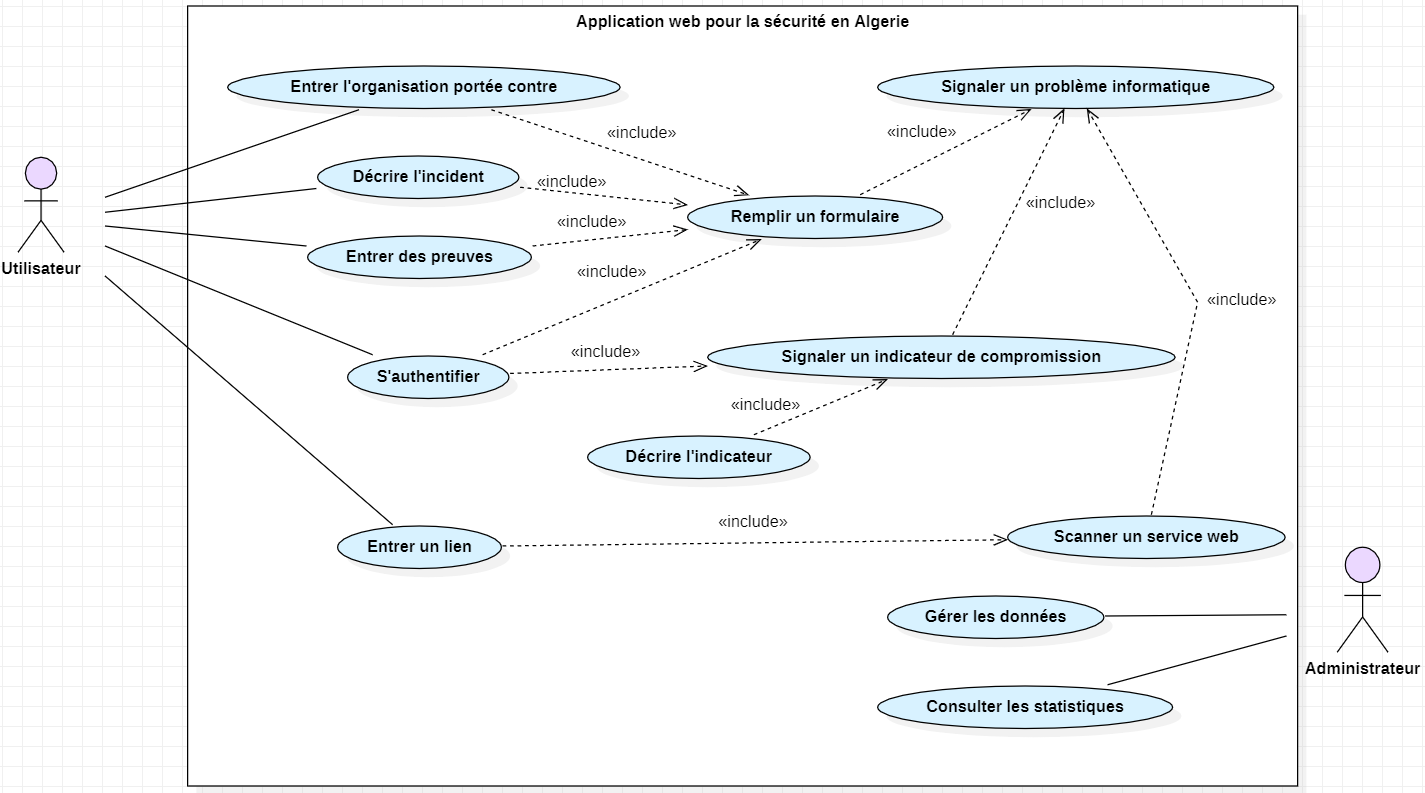 Application web pour la sécurité en Algerie
Entrer l'organisation portée contre
Signaler un problème informatique
«include»
«include»
Décrire l'incident
«include»
«include»
Remplir un formulaire
«include»
Entrer des preuves
Utilisateur
«include»
«include»
«include»
Signaler un indicateur de compromission
S'authentifier
«include»
Décrire l'indicateur
«include»
Entrer un lien
Scanner un service web
Gérer les données
Administrateur
Consulter les statistiques